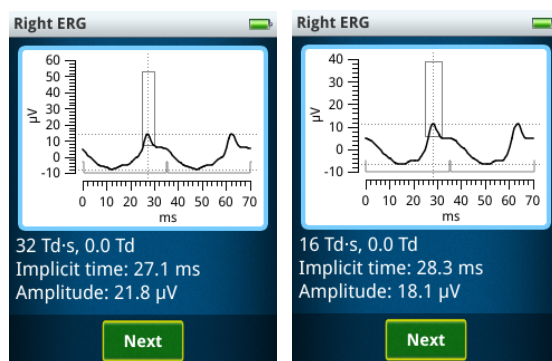 Right ERG
60
50
40
30
20
10
0
-10
µV
0 10 20 30 40 50 60 70
ms
32 Td·s, 0.0 Td
Implicit time: 27.1 ms
Amplitude: 21.8 µV
Next
Right ERG
40
30
20
10
0
-10
µV
0 10 20 30 40 50 60 70
ms
16 Td·s, 0.0 Td
Implicit time: 28.3 ms
Amplitude: 18.1 µV
Next